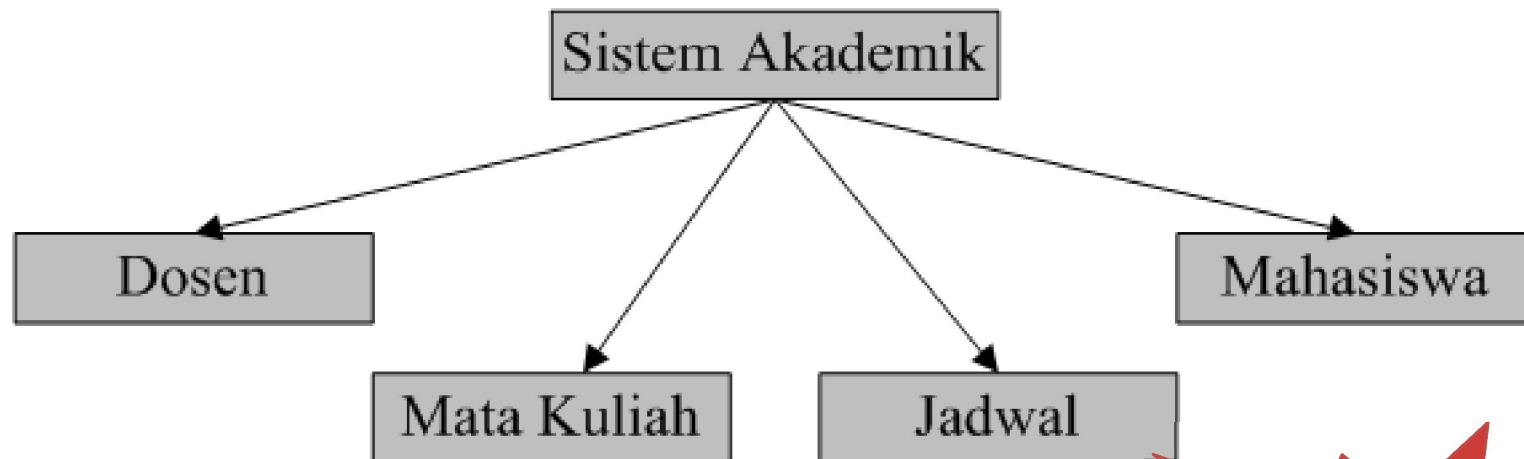 Sistem Akademik
Dosen
Mahasiswa
Mata Kuliah
Jadwal